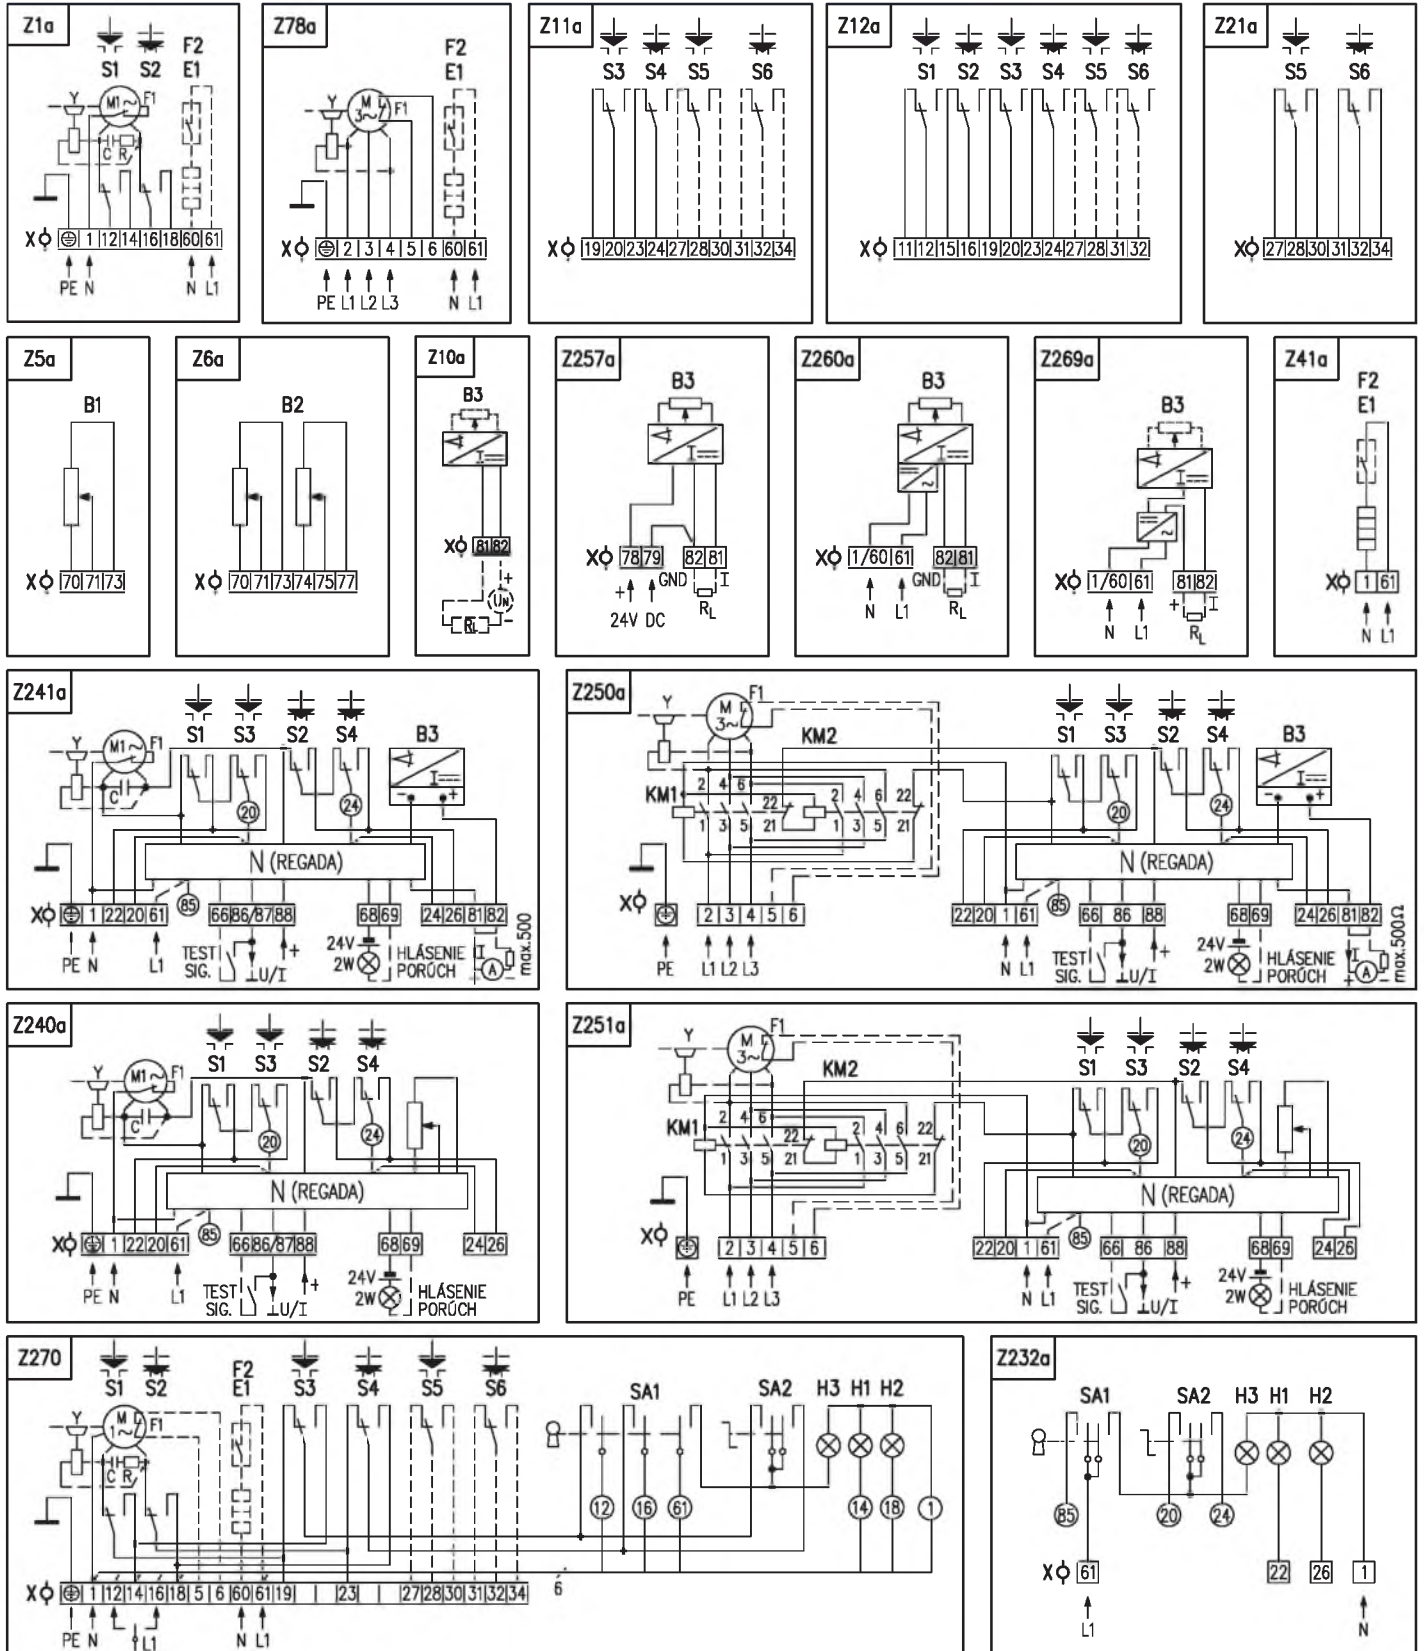 Z1a
S1 S2 F2
E1
Y M1~ F1
C R
X 1 12 14 16 18 60 61
PE N N L1
Z78a
F2
E1
Y M 3~ F1
X 2 3 4 5 6 60 61
PE L1 L2 L3 N L1
Z11a
S3 S4 S5 S6
X 19 20 23 24 27 28 30 31 32 34
Z12a
S1 S2 S3 S4 S5 S6
X 11 12 15 16 19 20 23 24 27 28 31 32
Z21a
S5 S6
X 27 28 30 31 32 34
Z5a
B1
X 70 71 73
Z6a
B2
X 70 71 73 74 75 77
Z10a
B3
I
X 81 82
+
UN
RL -
Z257a
B3
I
X 78 79 82 81
+ GND I
24V DC RL
Z260a
B3
I
~
X 1/60 61 82 81
GND I
N L1 RL
Z269a
B3
I
~
X 1/60 61 81 82
+ I
N L1 RL
Z41a
F2
E1
X 1 61
N L1
Z241a
S1 S3 S2 S4 B3
Y M1~ F1
I
C 20 24 - +
N (REGADA)
85
X 1 22 20 61 66 86/87 88 68 69 24 26 81 82
PE N L1 TEST SIG. U/I + 24V 2W HLÁSENIE PORÚCH I A max.500
Z250a
Y M 3~ F1
KM2
S1 S3 S2 S4 B3
I
KM1 2 4 6 22 2 4 6 22
1 3 5 21 1 3 5 21
20 24 - +
N (REGADA)
85
X 2 3 4 5 6 22 20 1 61 66 86 88 68 69 24 26 81 82
PE L1 L2 L3 N L1 TEST SIG. U/I + 24V 2W HLÁSENIE PORÚCH I + A - max.500Ω
Z240a
S1 S3 S2 S4
Y M1~ F1
C 20 24
N (REGADA)
85
X 1 22 20 61 66 86/87 88 68 69 24 26
PE N L1 TEST SIG. U/I + 24V 2W HLÁSENIE PORÚCH
Z251a
Y M 3~ F1
KM2
S1 S3 S2 S4
KM1 2 4 6 22 2 4 6 22
1 3 5 21 1 3 5 21
20 24
N (REGADA)
85
X 2 3 4 5 6 22 20 1 61 66 86 88 68 69 24 26
PE L1 L2 L3 N L1 TEST SIG. U/I + 24V 2W HLÁSENIE PORÚCH
Z270
S1 S2 F2 E1 S3 S4 S5 S6 SA1 SA2 H3 H1 H2
Y M 1~ F1
C R
12 16 61 14 18 1
X 1 12 14 16 18 5 6 60 61 19 23 27 28 30 31 32 34 6
PE N L1 N L1
Z232a
SA1 SA2 H3 H1 H2
85 20 24
X 61 22 26 1
L1 N